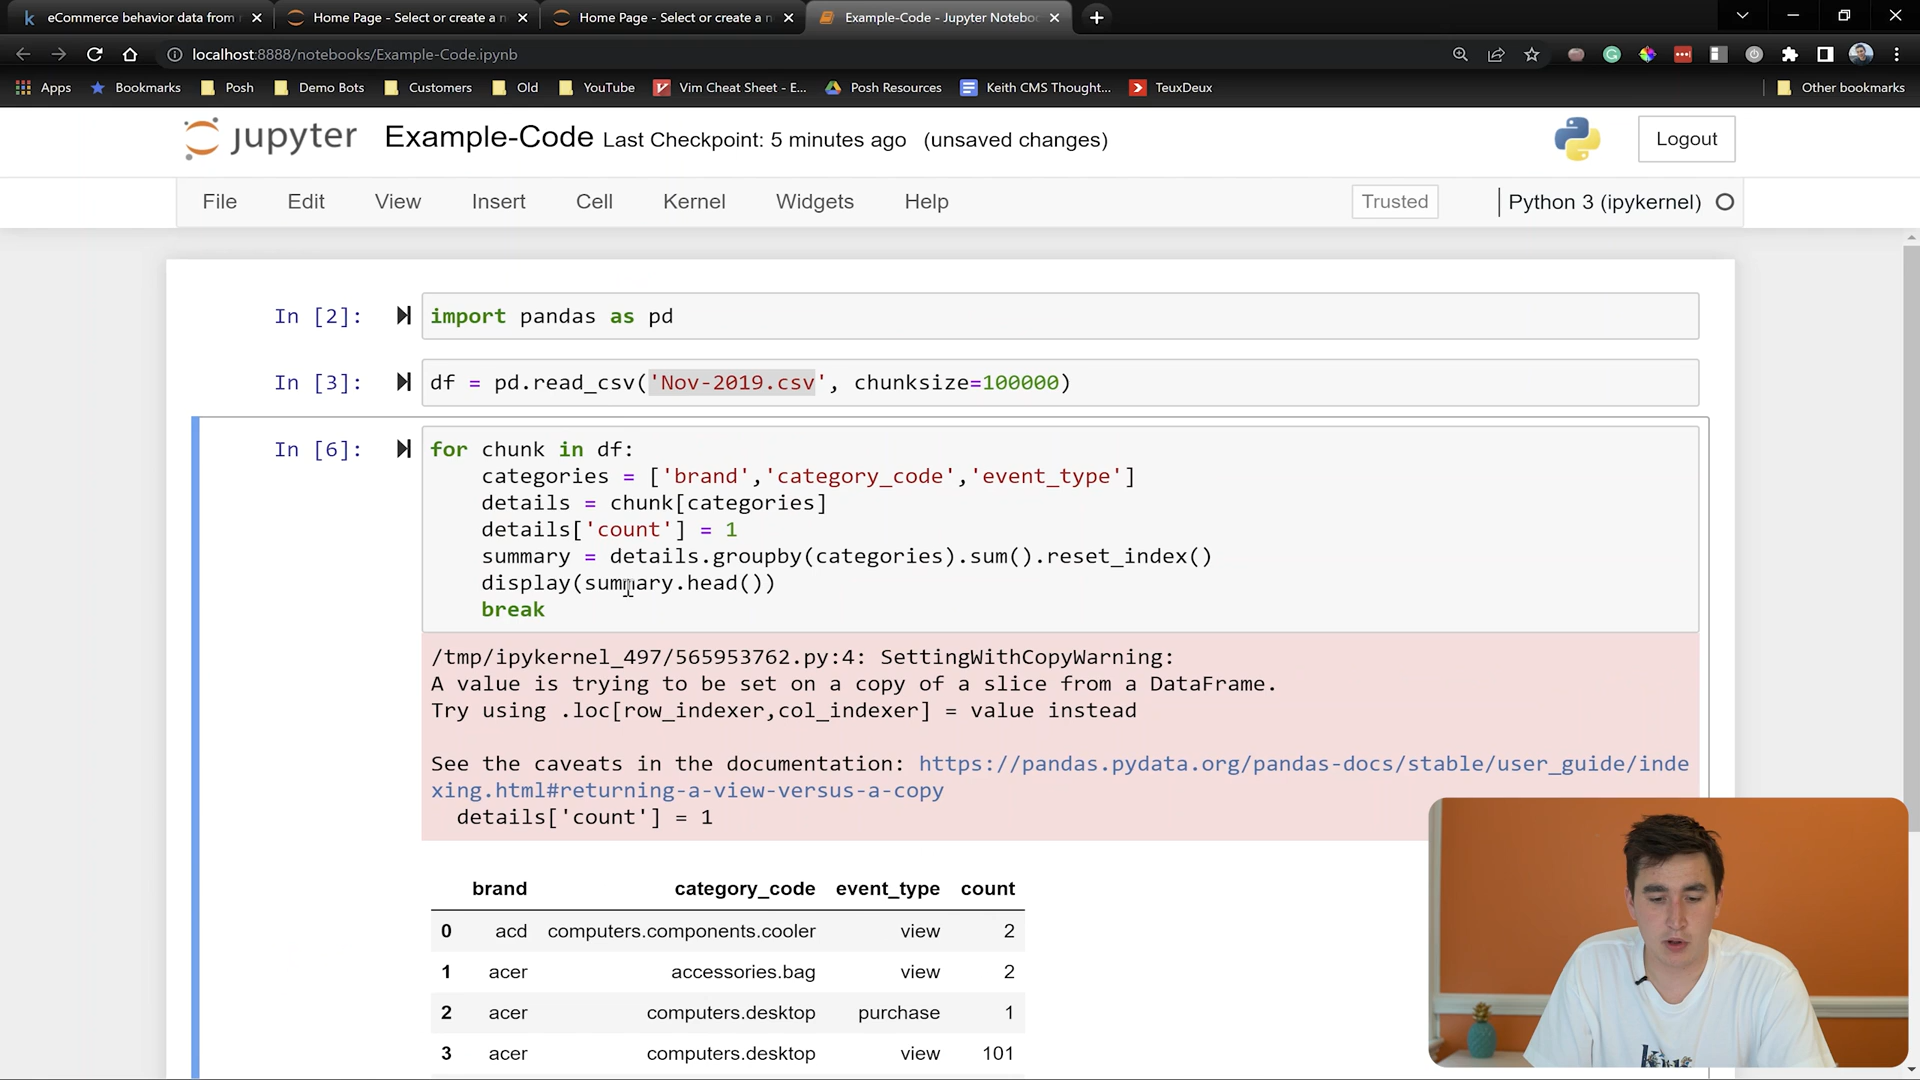 eCommerce behavior data from
Home Page - Select or create a n
Home Page - Select or create a n
Example-Code - Jupyter Notebo
localhost:8888/notebooks/Example-Code.ipynb
Apps
Bookmarks
Posh
Demo Bots
Customers
Old
YouTube
Vim Cheat Sheet - E...
Posh Resources
Keith CMS Thought...
TeuxDeux
Other bookmarks
jupyter
Example-Code
Last Checkpoint: 5 minutes ago (unsaved changes)
Logout
File
Edit
View
Insert
Cell
Kernel
Widgets
Help
Trusted
Python 3 (ipykernel)
In [2]:
import pandas as pd
In [3]:
df = pd.read_csv('Nov-2019.csv', chunksize=100000)
In [6]:
for chunk in df:
categories = ['brand','category_code','event_type']
details = chunk[categories]
details['count'] = 1
summary = details.groupby(categories).sum().reset_index()
display(summary.head())
break
/tmp/ipykernel_497/565953762.py:4: SettingWithCopyWarning:
A value is trying to be set on a copy of a slice from a DataFrame.
Try using .loc[row_indexer,col_indexer] = value instead
See the caveats in the documentation: https://pandas.pydata.org/pandas-docs/stable/user_guide/inde
xing.html#returning-a-view-versus-a-copy
details['count'] = 1
brand category_code event_type count
0 acd computers.components.cooler view 2
1 acer accessories.bag view 2
2 acer computers.desktop purchase 1
3 acer computers.desktop view 101